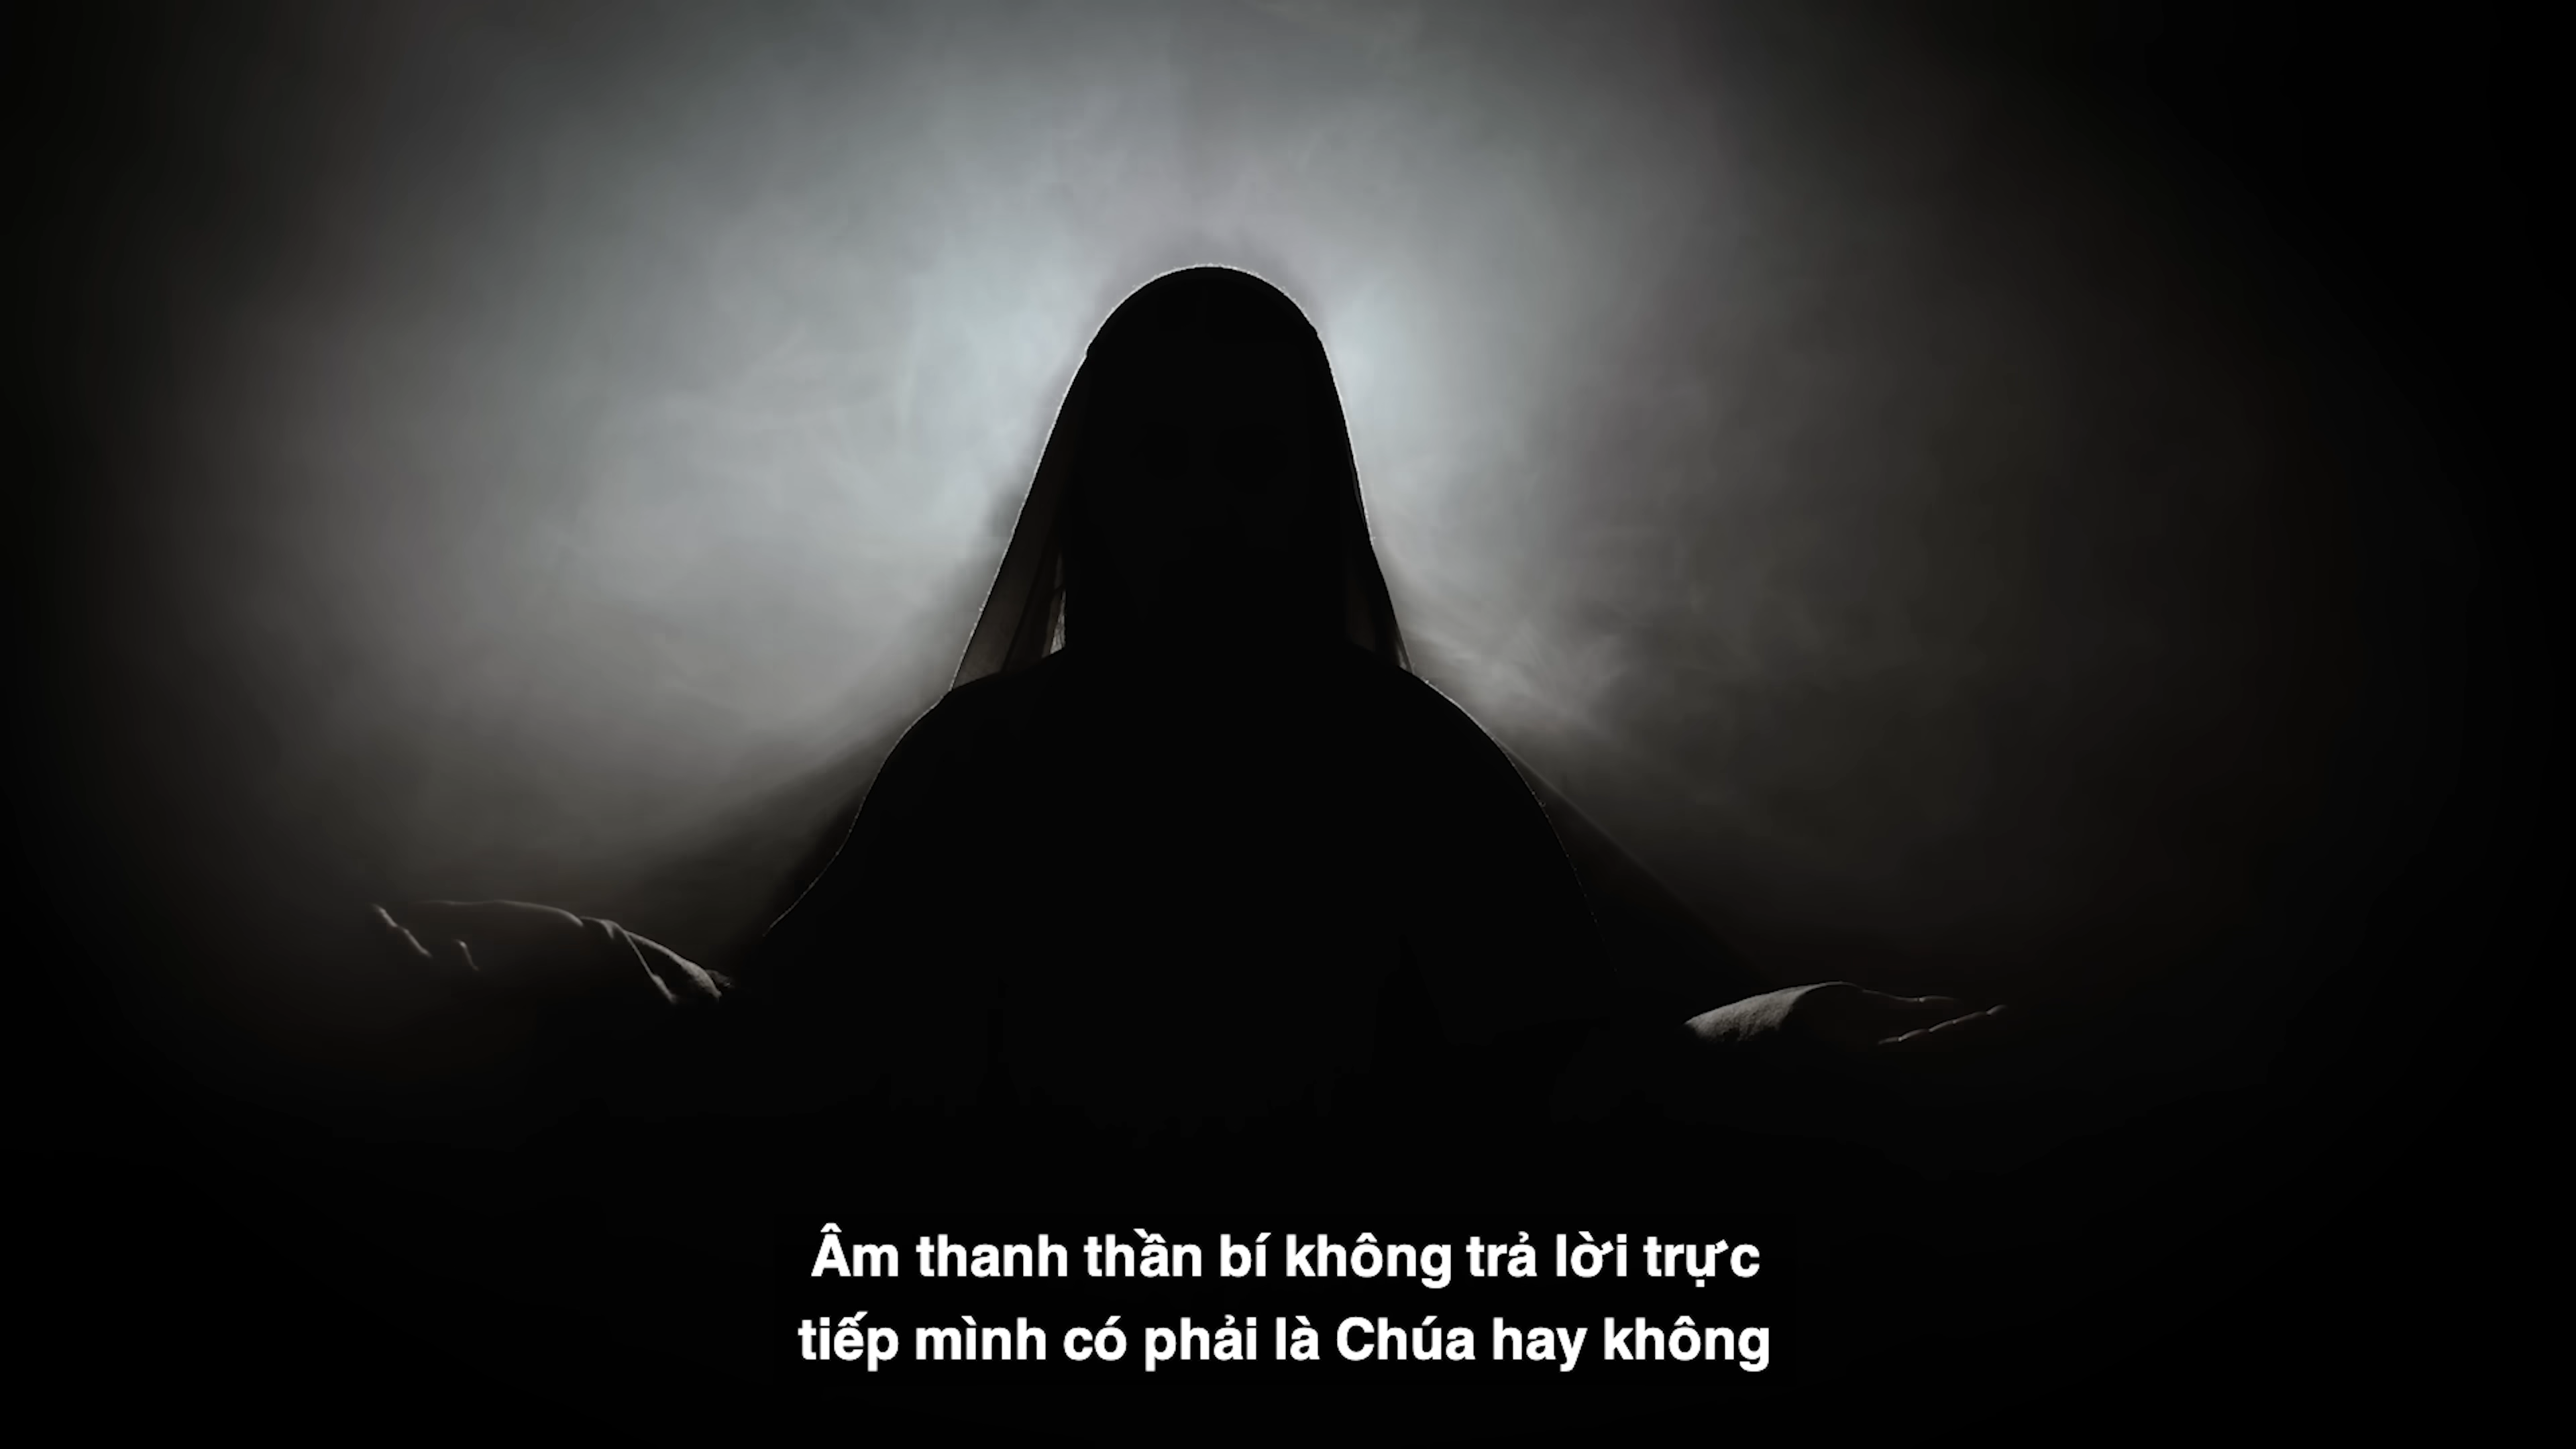 Âm thanh thần bí không trả lời trực
tiếp mình có phải là Chúa hay không